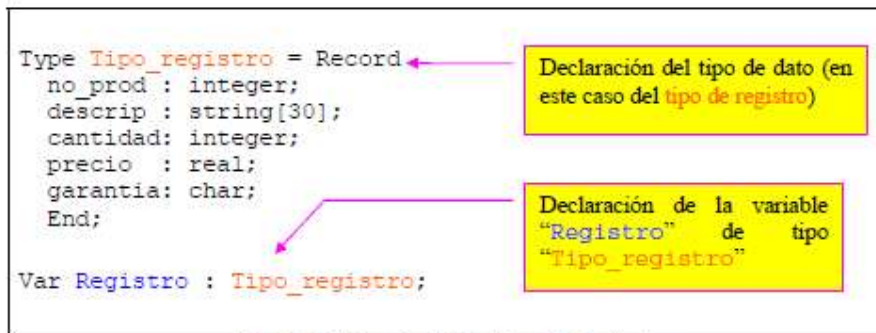 Type Tipo_registro = Record
no_prod : integer;
descrip : string[30];
cantidad: integer;
precio  : real;
garantia: char;
End;
Var Registro : Tipo_registro;
Declaración del tipo de dato (en
este caso del tipo de registro)
Declaración de la variable
“Registro” de tipo
“Tipo_registro”